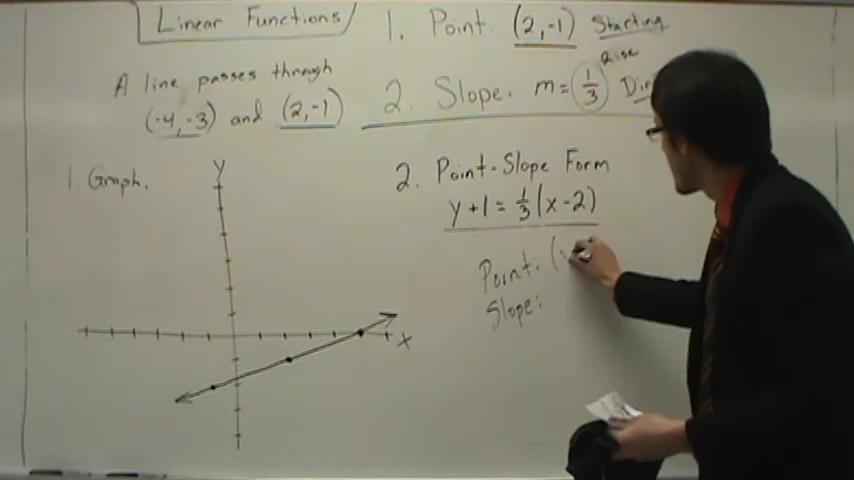 Linear Functions
1. Point. (2,-1) Starting
A line passes through
(-4,-3) and (2,-1)
Rise
2. Slope. m = 1/3
1 Graph.
Y
X
2. Point-Slope Form
y+1 = 1/3 (x-2)
Point: (
Slope: